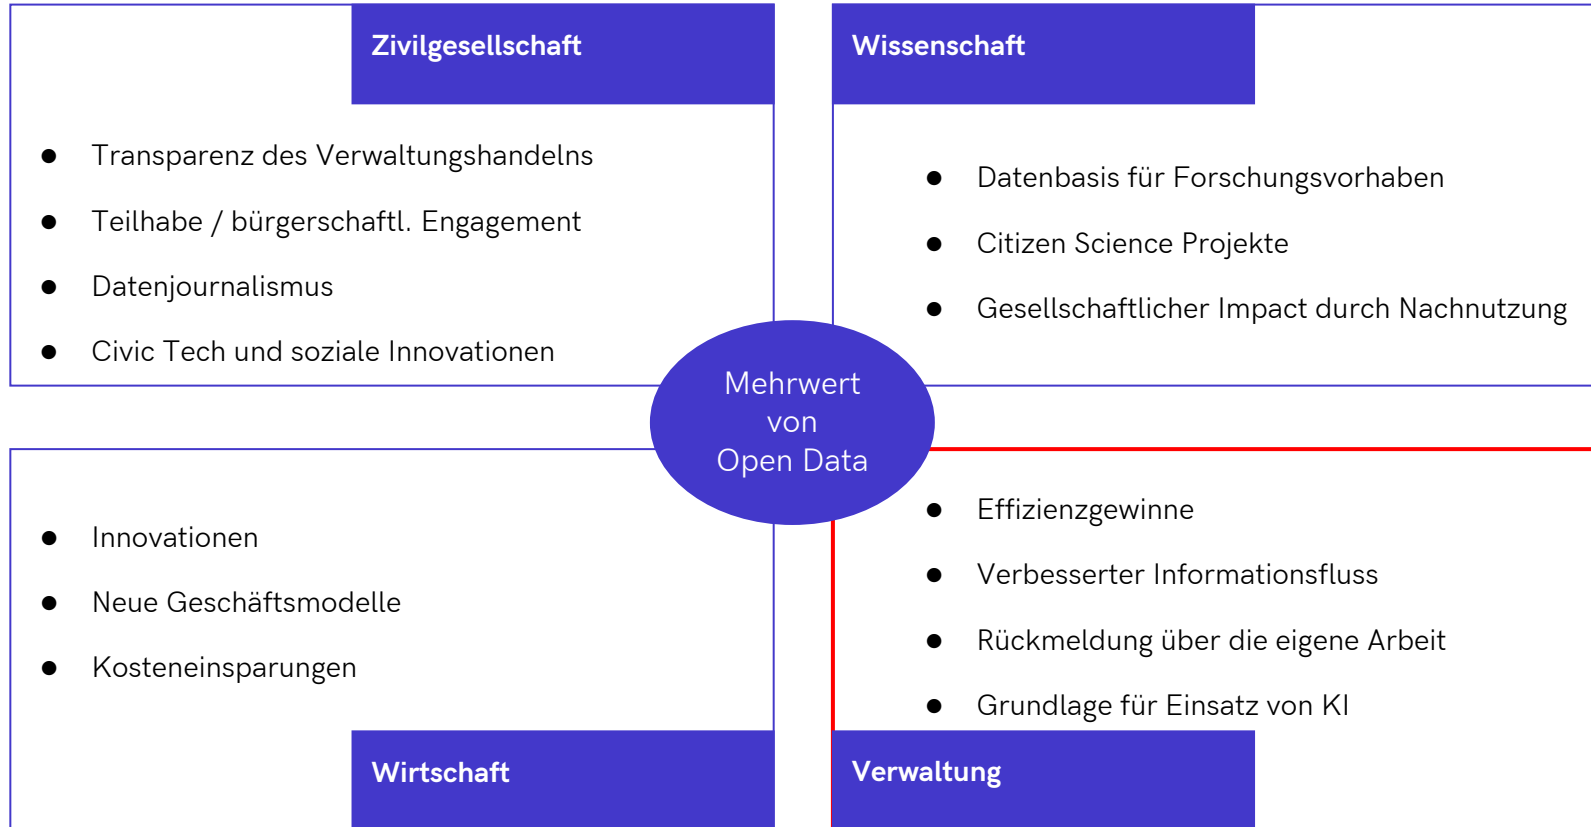 Zivilgesellschaft
● Transparenz des Verwaltungshandelns
● Teilhabe / bürgerschaftl. Engagement
● Datenjournalismus
● Civic Tech und soziale Innovationen
Wissenschaft
● Datenbasis für Forschungsvorhaben
● Citizen Science Projekte
● Gesellschaftlicher Impact durch Nachnutzung
Mehrwert
von
Open Data
● Innovationen
● Neue Geschäftsmodelle
● Kosteneinsparungen
Wirtschaft
● Effizienzgewinne
● Verbesserter Informationsfluss
● Rückmeldung über die eigene Arbeit
● Grundlage für Einsatz von KI
Verwaltung